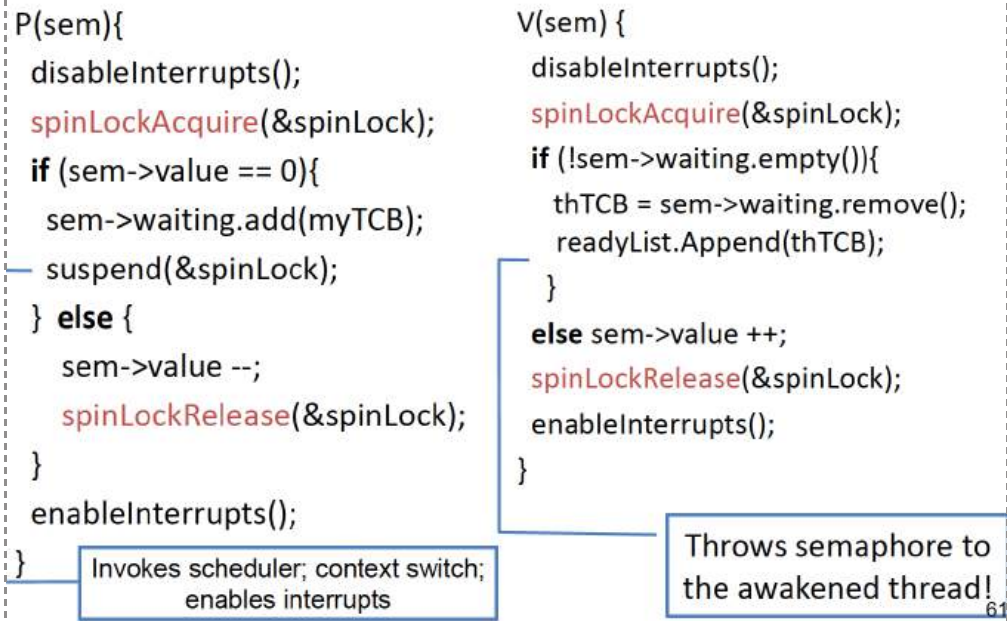 P(sem){
disableInterrupts();
spinLockAcquire(&spinLock);
if (sem->value == 0){
sem->waiting.add(myTCB);
suspend(&spinLock);
} else {
sem->value --;
spinLockRelease(&spinLock);
}
enableInterrupts();
}
Invokes scheduler; context switch;
enables interrupts
V(sem) {
disableInterrupts();
spinLockAcquire(&spinLock);
if (!sem->waiting.empty()){
thTCB = sem->waiting.remove();
readyList.Append(thTCB);
}
else sem->value ++;
spinLockRelease(&spinLock);
enableInterrupts();
}
Throws semaphore to
the awakened thread!
61